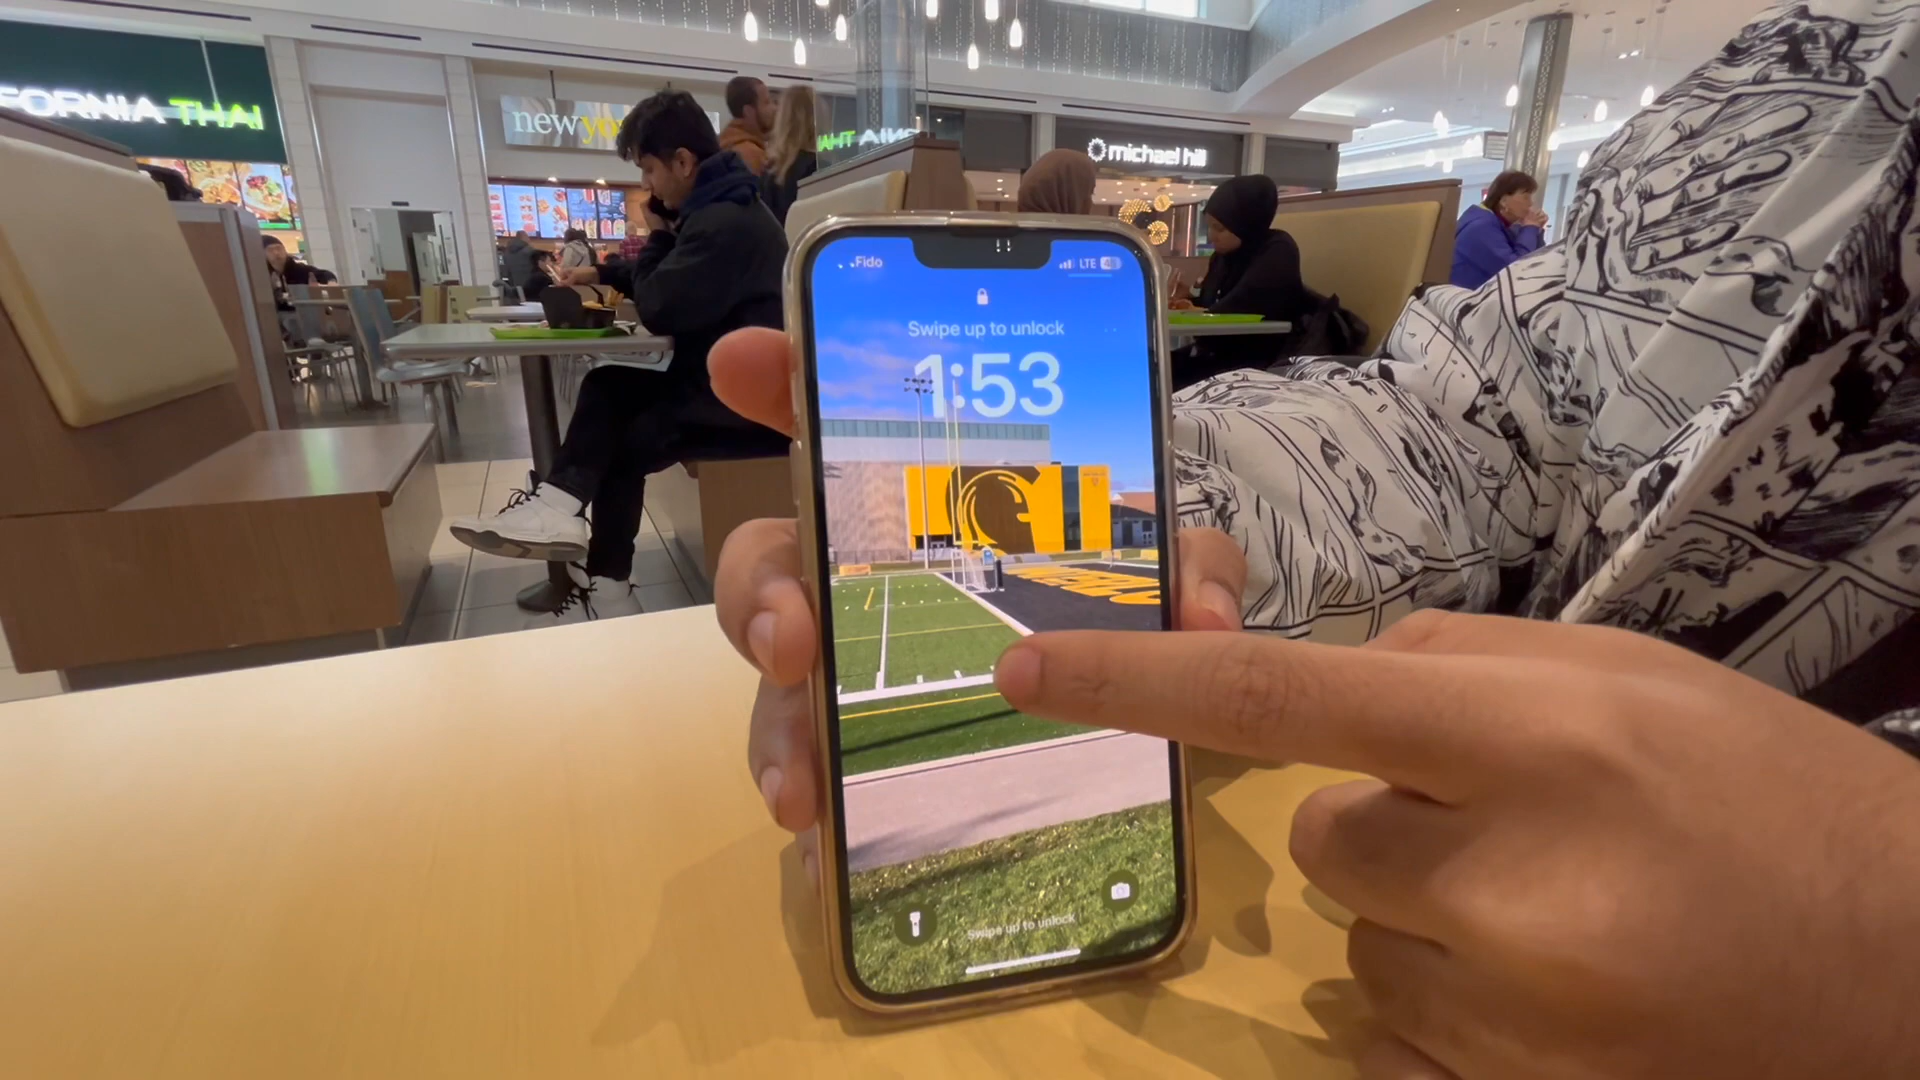 FORNIA THAI
new yo
michael hill
Fido
LTE
Swipe up to unlock
1:53
Swipe up to unlock